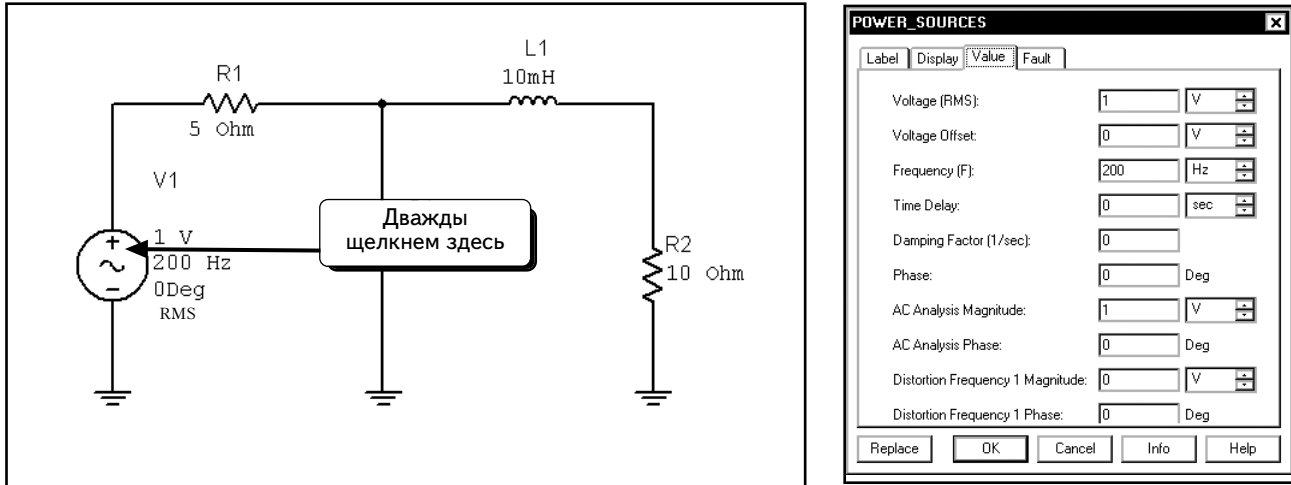 L1
10mH
R1
5 Ohm
V1
1 V
200 Hz
0Deg
RMS
Дважды
щелкнем здесь
R2
10 Ohm
POWER_SOURCES
Label Display Value Fault
Voltage (RMS): 1 V
Voltage Offset: 0 V
Frequency (F): 200 Hz
Time Delay: 0 sec
Damping Factor (1/sec): 0
Phase: 0 Deg
AC Analysis Magnitude: 1 V
AC Analysis Phase: 0 Deg
Distortion Frequency 1 Magnitude: 0 V
Distortion Frequency 1 Phase: 0 Deg
Replace OK Cancel Info Help